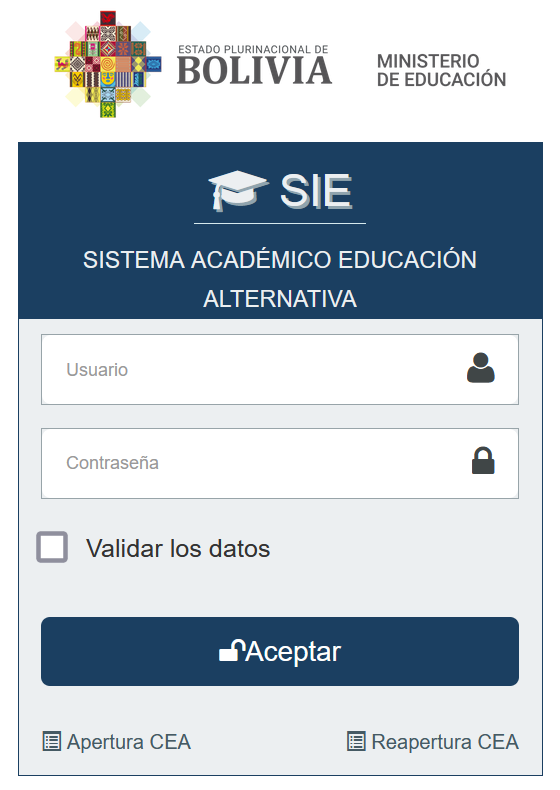 ESTADO PLURINACIONAL DE
BOLIVIA
MINISTERIO
DE EDUCACIÓN
SIE
SISTEMA ACADÉMICO EDUCACIÓN
ALTERNATIVA
Usuario
Contraseña
Validar los datos
Aceptar
Apertura CEA
Reapertura CEA